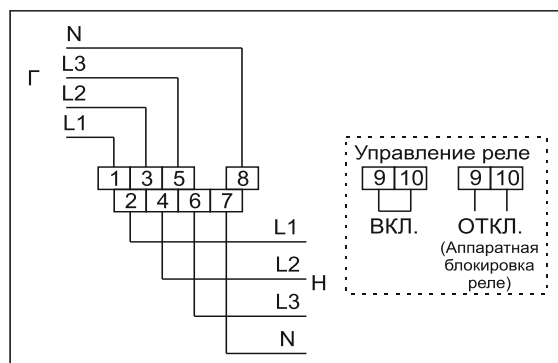 N
L3
Г
L2
L1
1 3 5 8
2 4 6 7
L1
L2
Н
L3
N
Управление реле
9 10 9 10
ВКЛ. ОТКЛ.
(Аппаратная
блокировка
реле)